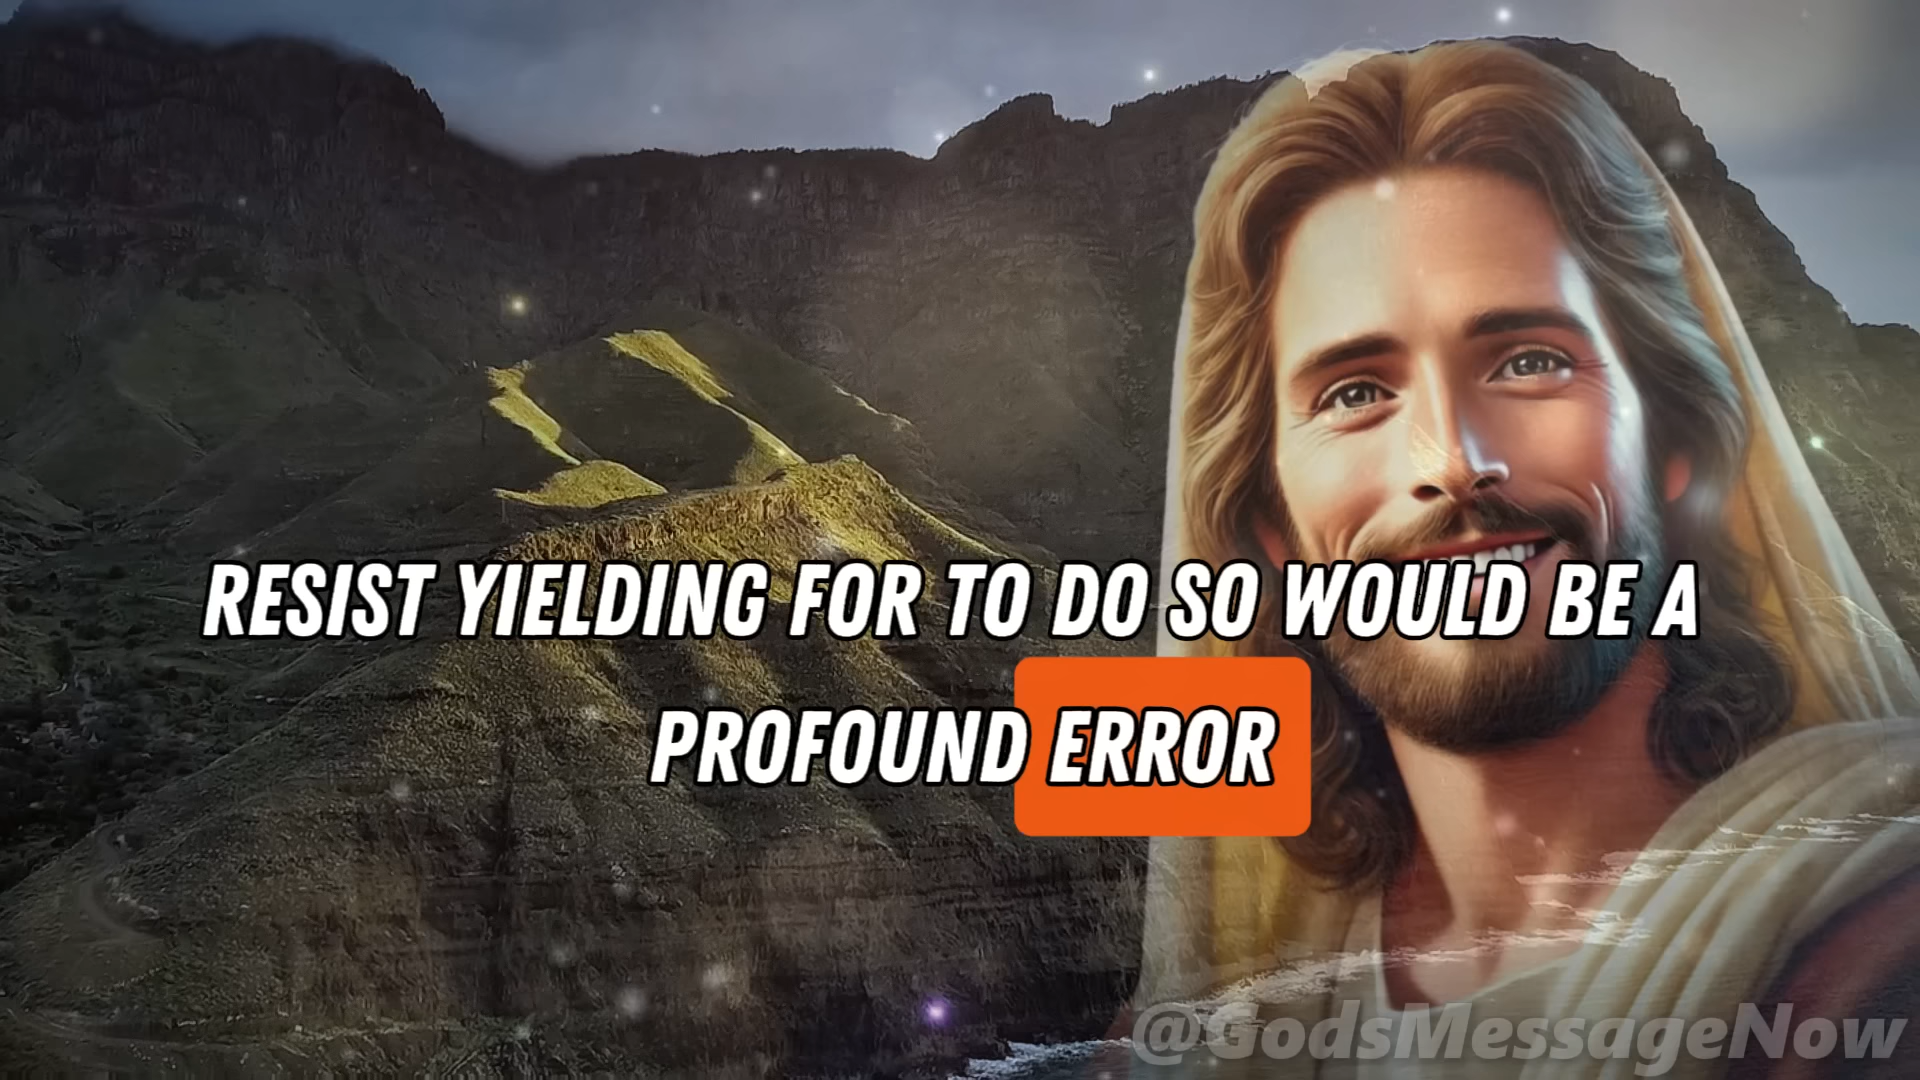 RESIST YIELDING FOR TO DO SO WOULD BE A
PROFOUND ERROR
@GodsMessageNow